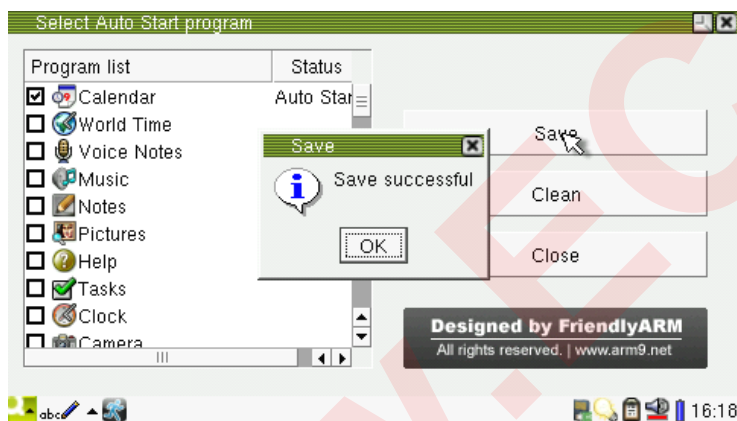 Select Auto Start program
Program list Status
Calendar Auto Star
World Time
Voice Notes
Music
Notes
Pictures
Help
Tasks
Clock
Camera
Save
Save successful
OK
Save
Clean
Close
Designed by FriendlyARM
All rights reserved. | www.arm9.net
abc 16:18